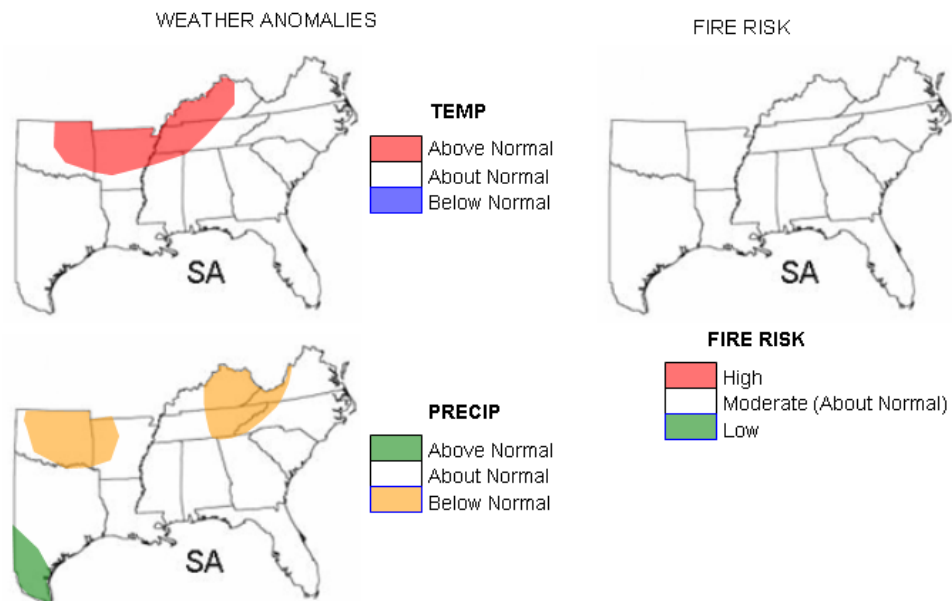 WEATHER ANOMALIES
TEMP
Above Normal
About Normal
Below Normal
SA
PRECIP
Above Normal
About Normal
Below Normal
SA
FIRE RISK
SA
FIRE RISK
High
Moderate (About Normal)
Low